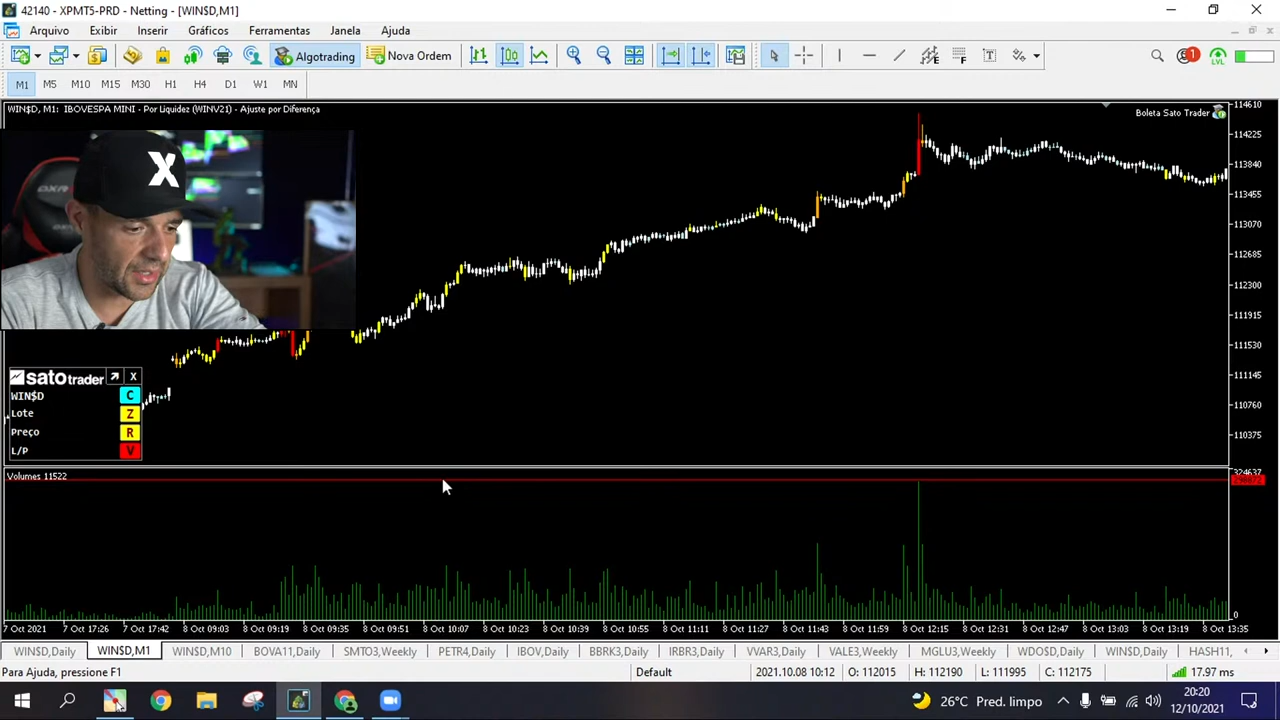 42140 - XPMT5-PRD - Netting - [WIN$D,M1]
Arquivo Exibir Inserir Gráficos Ferramentas Janela Ajuda
Algotrading Nova Ordem E F T 1 LVL
M1 M5 M10 M15 M30 H1 H4 D1 W1 MN
WIN$D, M1: IBOVESPA MINI - Por Liquidez (WINV21) - Ajuste por Diferença
Boleta Sato Trader
114610
114225
113840
113455
113070
112685
112300
111915
111530
111145
110760
110375
X
sato trader X
WIN$D C
Lote Z
Preço R
L/P V
Volumes 11522
324637
0
7 Oct 2021 7 Oct 17:26 7 Oct 17:42 8 Oct 09:03 8 Oct 09:19 8 Oct 09:35 8 Oct 09:51 8 Oct 10:07 8 Oct 10:23 8 Oct 10:39 8 Oct 10:55 8 Oct 11:11 8 Oct 11:27 8 Oct 11:43 8 Oct 11:59 8 Oct 12:15 8 Oct 12:31 8 Oct 12:47 8 Oct 13:03 8 Oct 13:19 8 Oct 13:35
WIN$D,Daily WIN$D,M1 WIN$D,M10 BOVA11,Daily SMTO3,Weekly PETR4,Daily IBOV,Daily BBRK3,Daily IRBR3,Daily VVAR3,Daily VALE3,Weekly MGLU3,Weekly WDO$D,Daily WIN$D,Daily HASH11,
Para Ajuda, pressione F1 Default 2021.10.08 10:12 O: 112015 H: 112190 L: 111995 C: 112175 17.97 ms
26°C Pred. limpo
20:20
12/10/2021